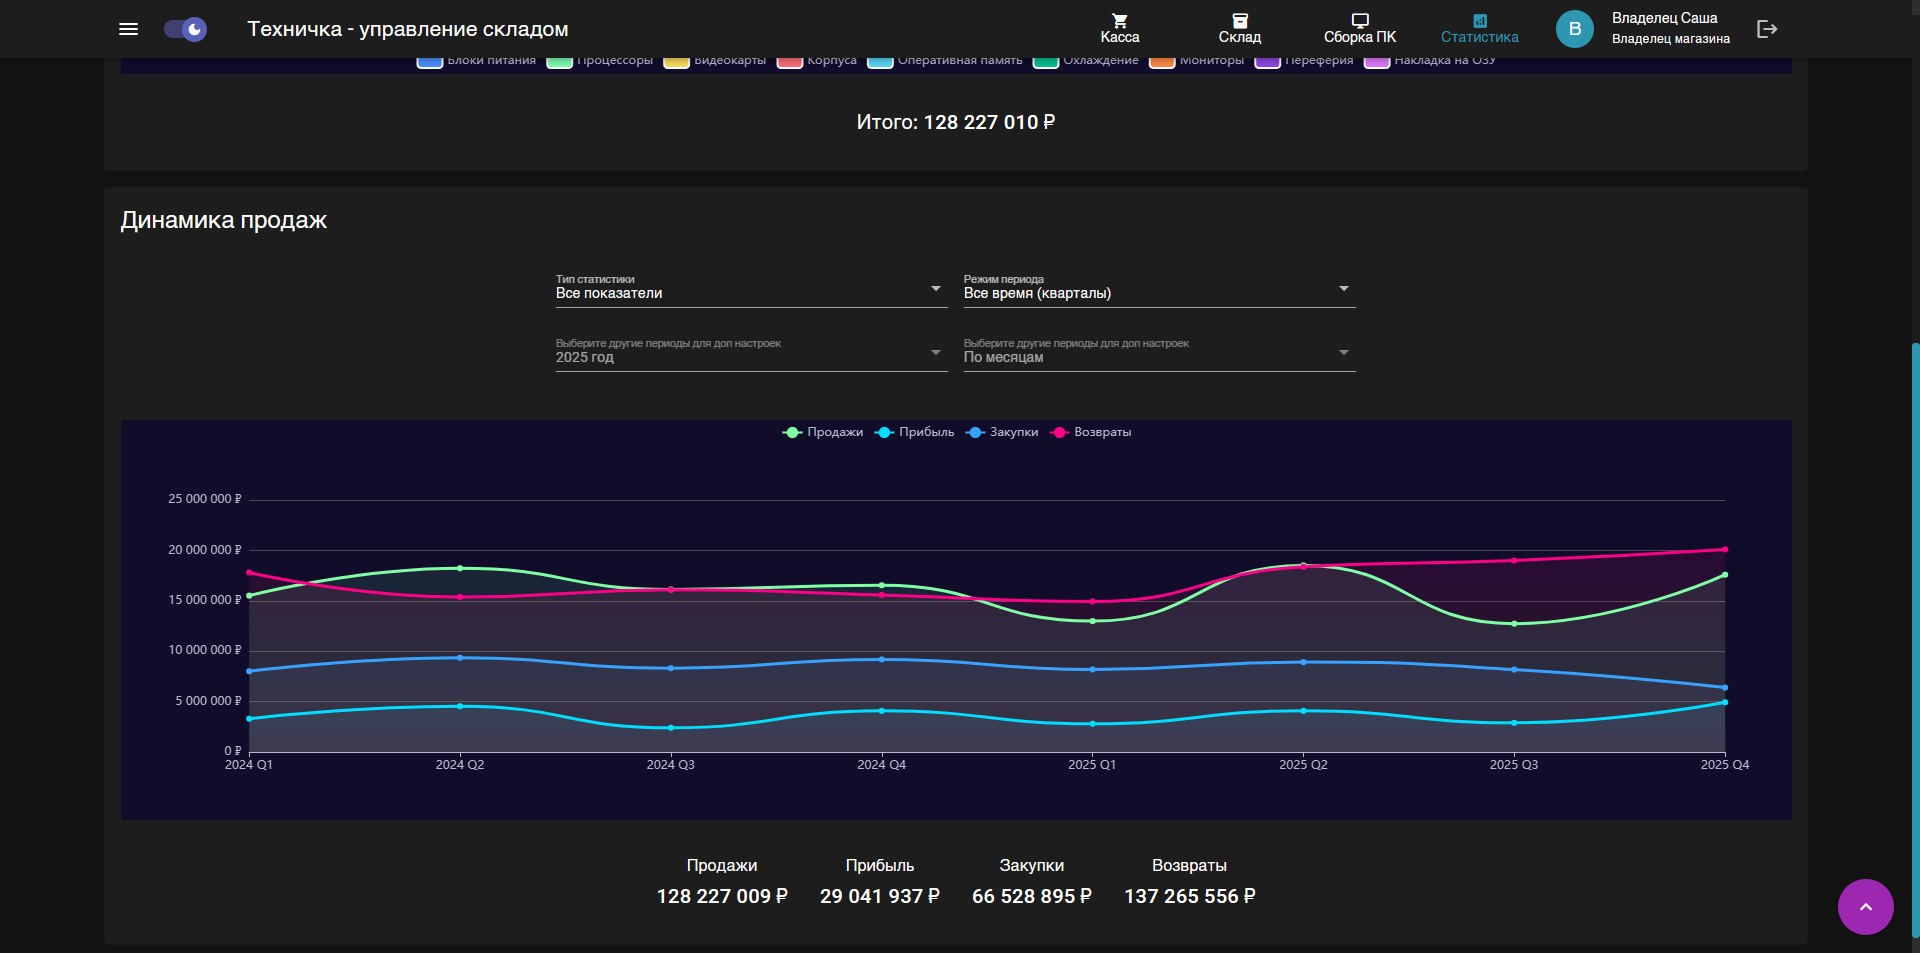 Техничка - управление складом
Касса
Склад
Сборка ПК
Статистика
В
Владелец Саша
Владелец магазина
Блоки питания
Процессоры
Видеокарты
Корпуса
Оперативная память
Охлаждение
Мониторы
Переферия
Накладка на ОЗУ
Итого: 128 227 010 ₽
Динамика продаж
Тип статистики
Все показатели
Режим периода
Все время (кварталы)
Выберите другие периоды для доп настроек
2025 год
Выберите другие периоды для доп настроек
По месяцам
Продажи
Прибыль
Закупки
Возвраты
25 000 000 ₽
20 000 000 ₽
15 000 000 ₽
10 000 000 ₽
5 000 000 ₽
0 ₽
2024 Q1
2024 Q2
2024 Q3
2024 Q4
2025 Q1
2025 Q2
2025 Q3
2025 Q4
Продажи
128 227 009 ₽
Прибыль
29 041 937 ₽
Закупки
66 528 895 ₽
Возвраты
137 265 556 ₽